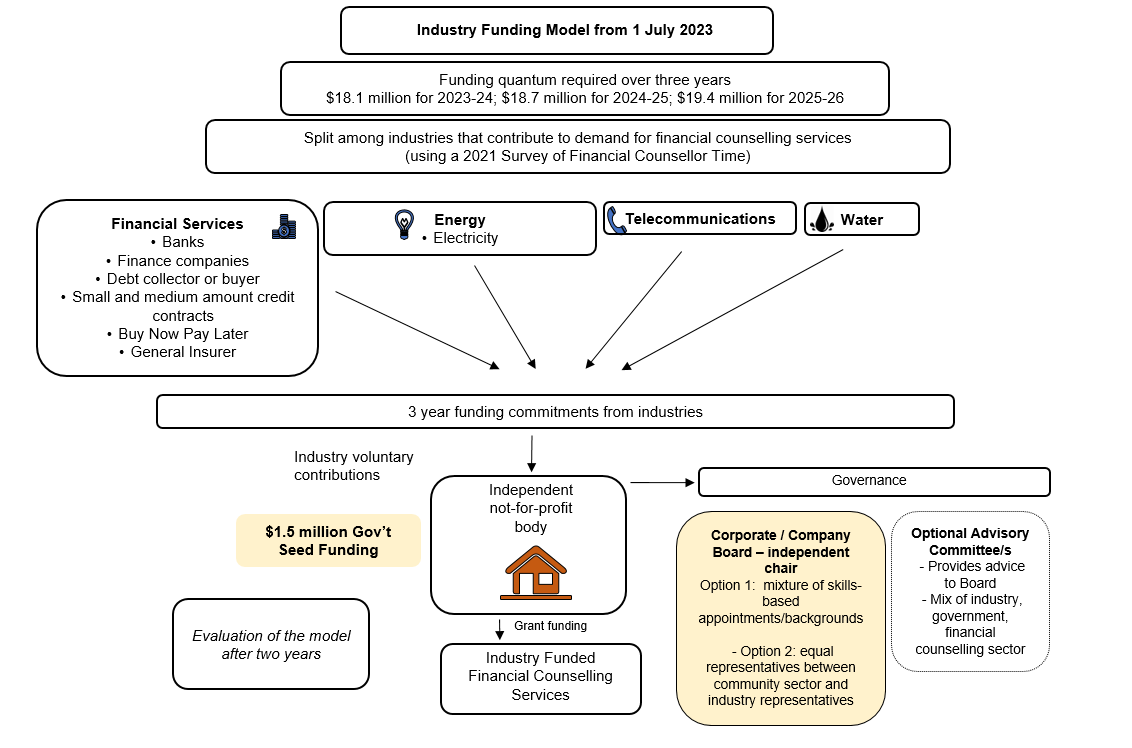 Industry Funding Model from 1 July 2023
Funding quantum required over three years
$18.1 million for 2023-24; $18.7 million for 2024-25; $19.4 million for 2025-26
Split among industries that contribute to demand for financial counselling services
(using a 2021 Survey of Financial Counsellor Time)
Financial Services
• Banks
• Finance companies
• Debt collector or buyer
• Small and medium amount credit
contracts
• Buy Now Pay Later
• General Insurer
Energy
• Electricity
Telecommunications
Water
3 year funding commitments from industries
Industry voluntary
contributions
$1.5 million Gov’t
Seed Funding
Evaluation of the model
after two years
Independent
not-for-profit
body
Grant funding
Industry Funded
Financial Counselling
Services
Governance
Corporate / Company
Board – independent
chair
Option 1:  mixture of skills-
based
appointments/backgrounds
- Option 2: equal
representatives between
community sector and
industry representatives
Optional Advisory
Committee/s
- Provides advice
to Board
- Mix of industry,
government,
financial
counselling sector